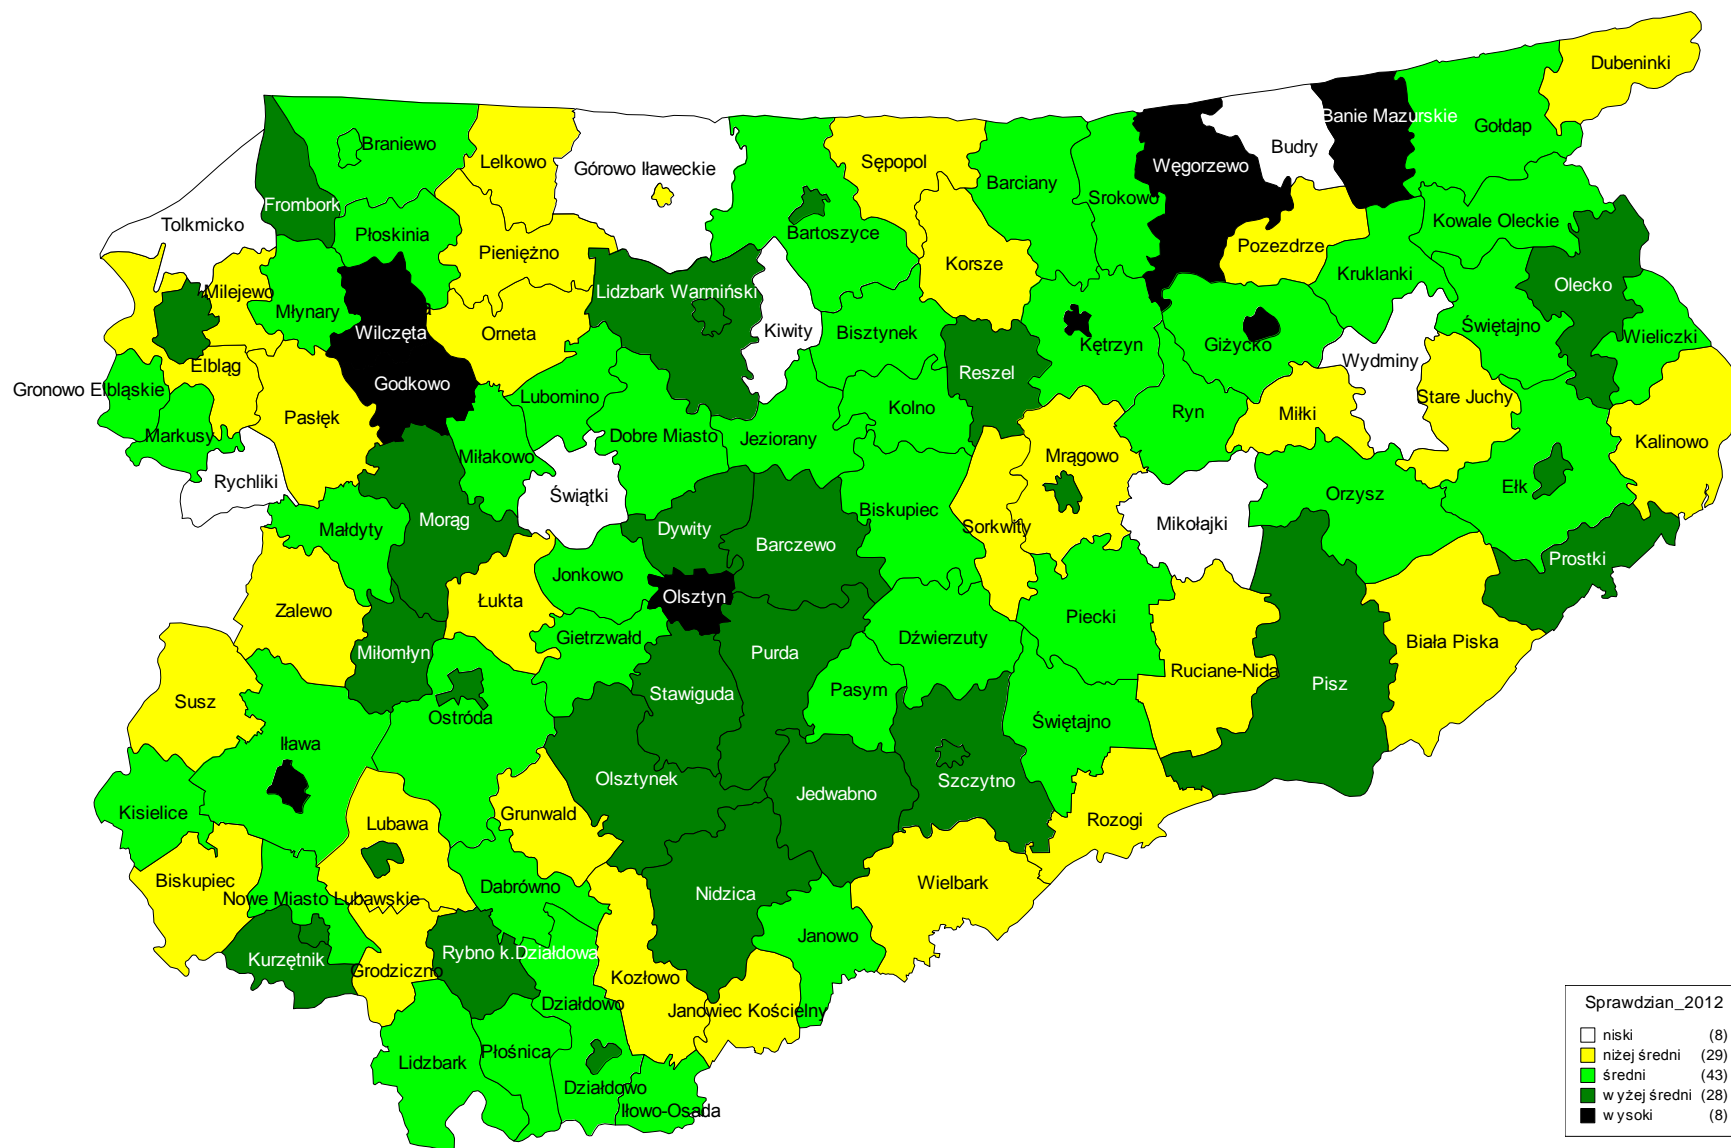 Dubeninki
Banie Mazurskie
Gołdap
Braniewo
Budry
Lelkowo
Górowo Iławeckie
Sępopol
Węgorzewo
Barciany
Srokowo
Frombork
Tolkmicko
Płoskinia
Bartoszyce
Kowale Oleckie
Pieniężno
Pozezdrze
Korsze
Kruklanki
Olecko
Milejewo
Lidzbark Warmiński
Młynary
a
Wilczęta
Orneta
Kiwity
Bisztynek
Świętajno
Wieliczki
Kętrzyn
Giżycko
Wydminy
Elbląg
Reszel
Gronowo Elbląskie
Godkowo
Lubomino
Stare Juchy
Kolno
Ryn
Miłki
Pasłęk
Markusy
Dobre Miasto
Jeziorany
Kalinowo
Miłakowo
Mrągowo
Rychliki
Świątki
Orzysz
Ełk
Biskupiec
Morąg
Małdyty
Dywity
Sorkwity
Mikołajki
Barczewo
Prostki
Jonkowo
Olsztyn
Łukta
Zalewo
Piecki
Gietrzwałd
Dźwierzuty
Biała Piska
Miłomłyn
Purda
Ruciane-Nida
Pisz
Stawiguda
Pasym
Susz
Ostróda
Świętajno
Iława
Olsztynek
Szczytno
Jedwabno
Kisielice
Grunwald
Lubawa
Rozogi
Biskupiec
Dabrówno
Wielbark
Nowe Miasto Lubawskie
Nidzica
Janowo
Rybno k.Działdowa
Kurzętnik
Grodziczno
Kozłowo
Działdowo
Janowiec Kościelny
Płośnica
Lidzbark
Działdowo
Iłowo-Osada
Sprawdzian_2012
niski (8)
niżej średni (29)
średni (43)
wyżej średni (28)
wysoki (8)